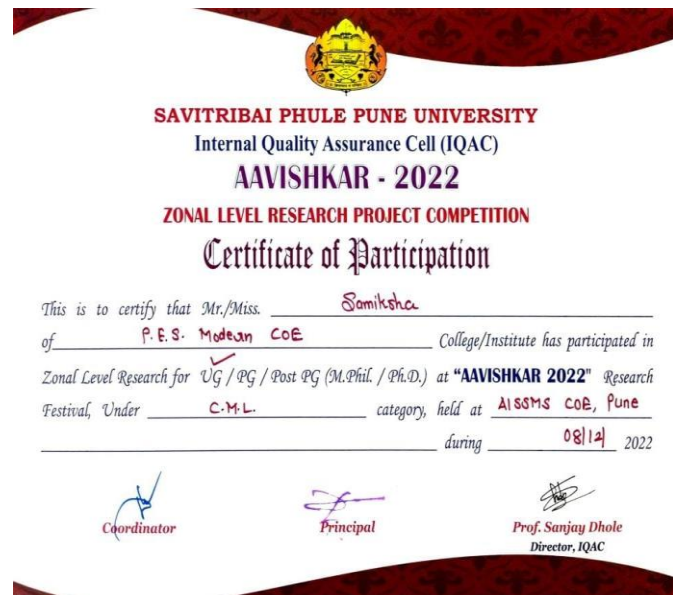 SAVITRIBAI PHULE PUNE UNIVERSITY
Internal Quality Assurance Cell (IQAC)
AAVISHKAR - 2022
ZONAL LEVEL RESEARCH PROJECT COMPETITION
Certificate of Participation
This is to certify that Mr./Miss. Samiksha
of P.E.S. Modern COE College/Institute has participated in
Zonal Level Research for UG / PG / Post PG (M.Phil. / Ph.D.) at "AAVISHKAR 2022" Research
Festival, Under C.M.L. category, held at AISSMS COE, Pune
during 08/12/ 2022
Coordinator Principal Prof. Sanjay Dhole
Director, IQAC